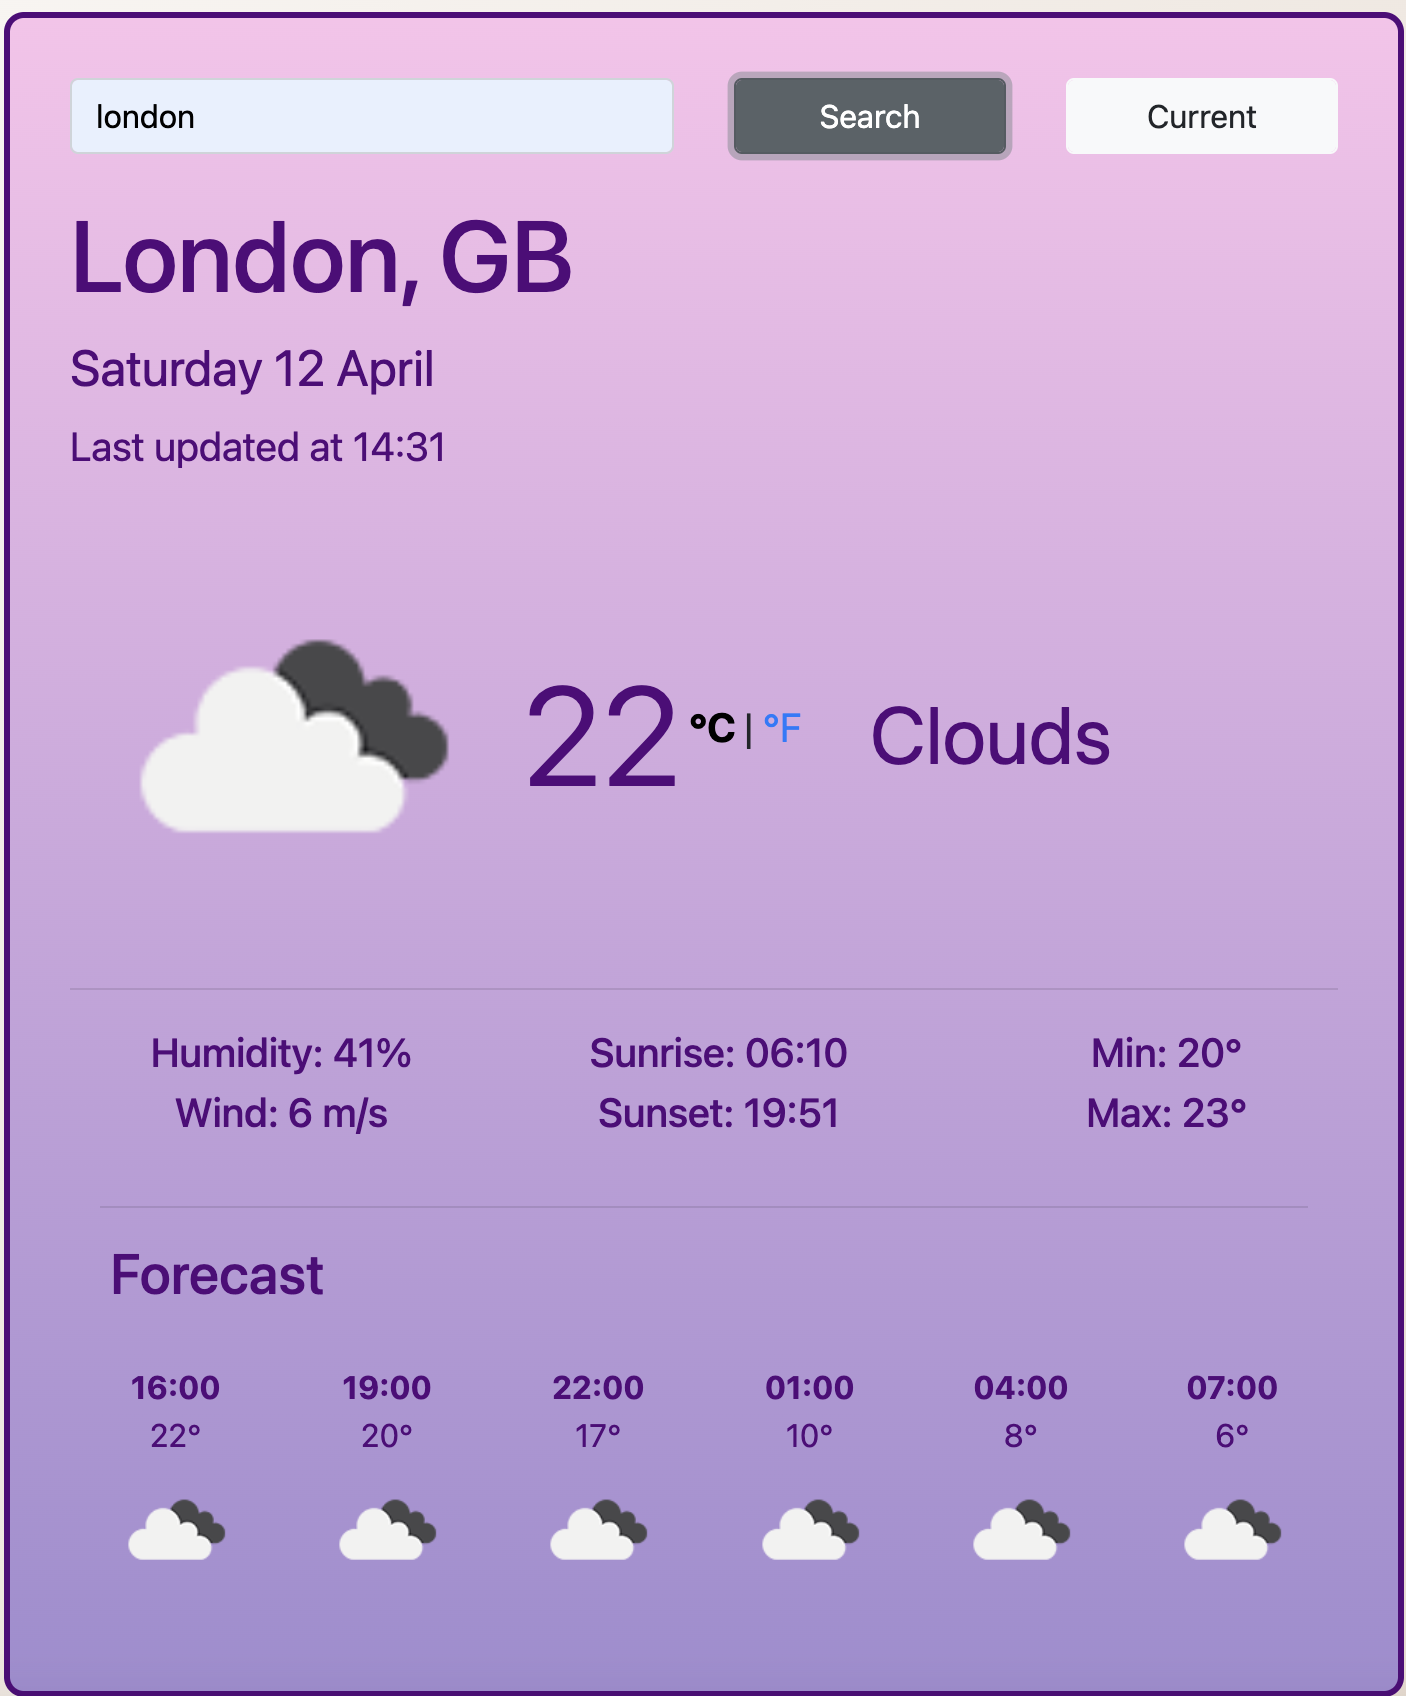 london Search Current
London, GB
Saturday 12 April
Last updated at 14:31
22 °C | °F Clouds
Humidity: 41% Sunrise: 06:10 Min: 20°
Wind: 6 m/s Sunset: 19:51 Max: 23°
Forecast
16:00 19:00 22:00 01:00 04:00 07:00
22° 20° 17° 10° 8° 6°